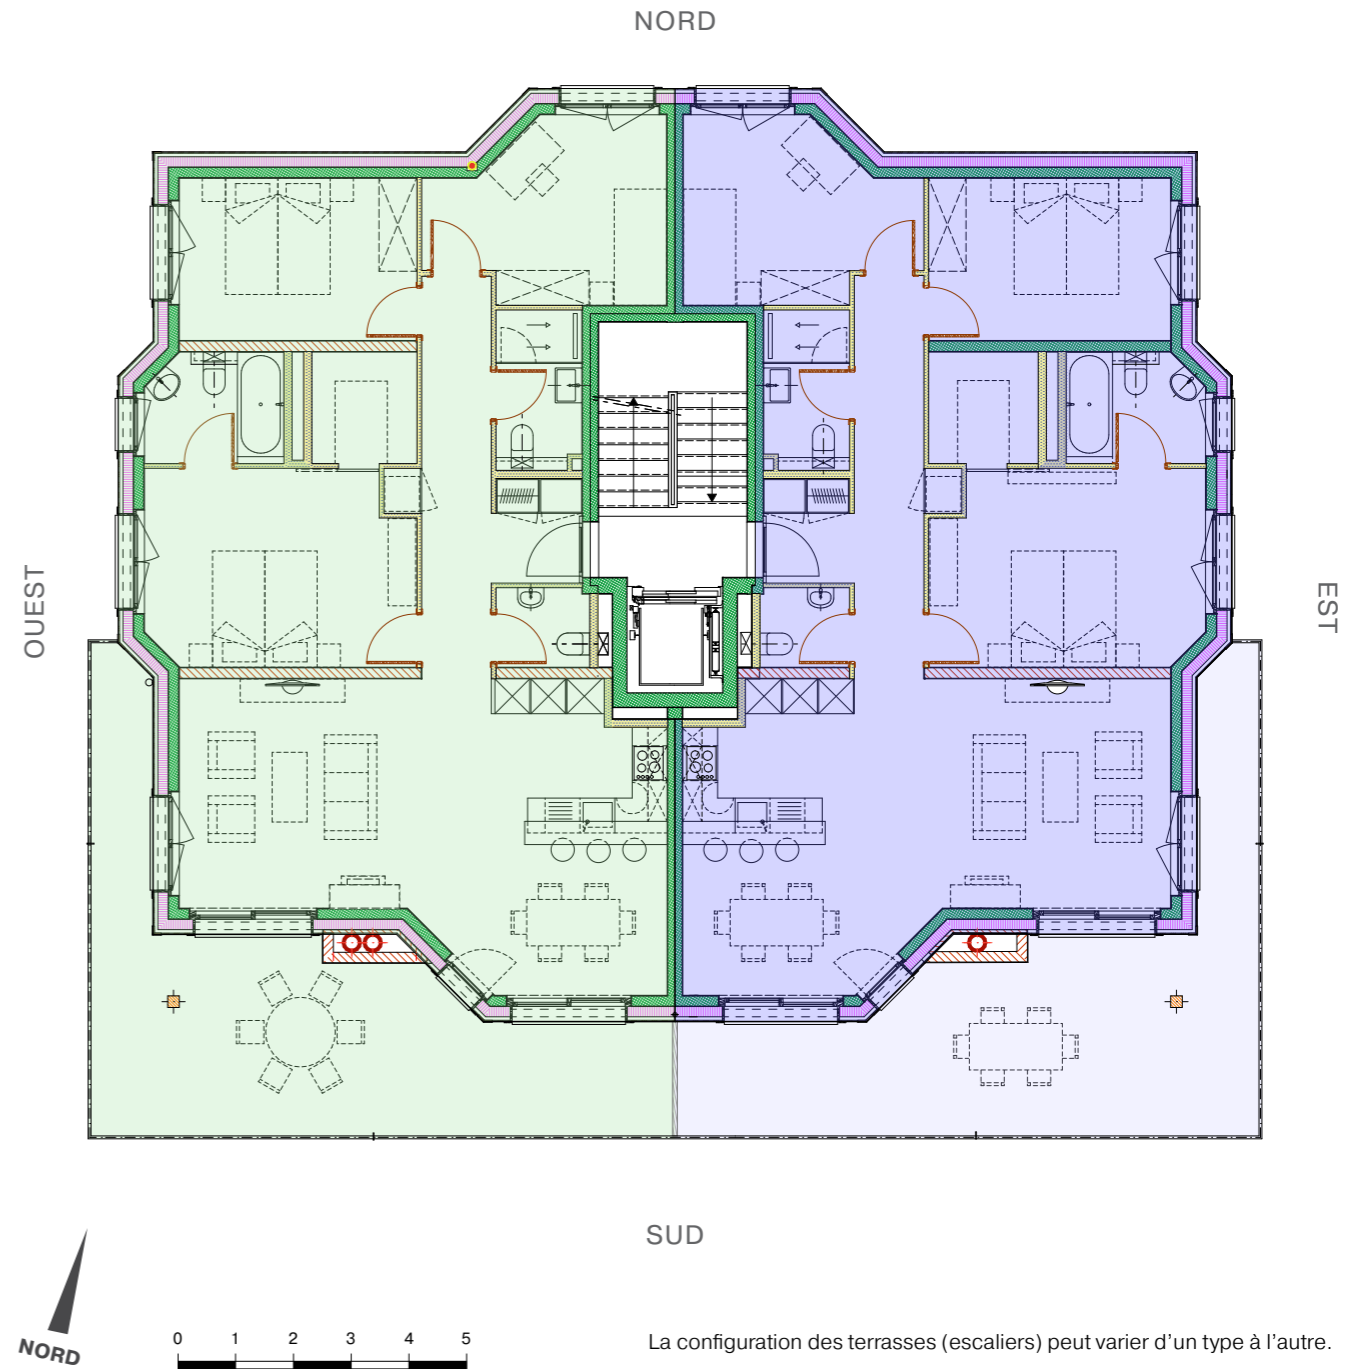 NORD
OUEST
EST
SUD
NORD
0 1 2 3 4 5
La configuration des terrasses (escaliers) peut varier d'un type à l'autre.